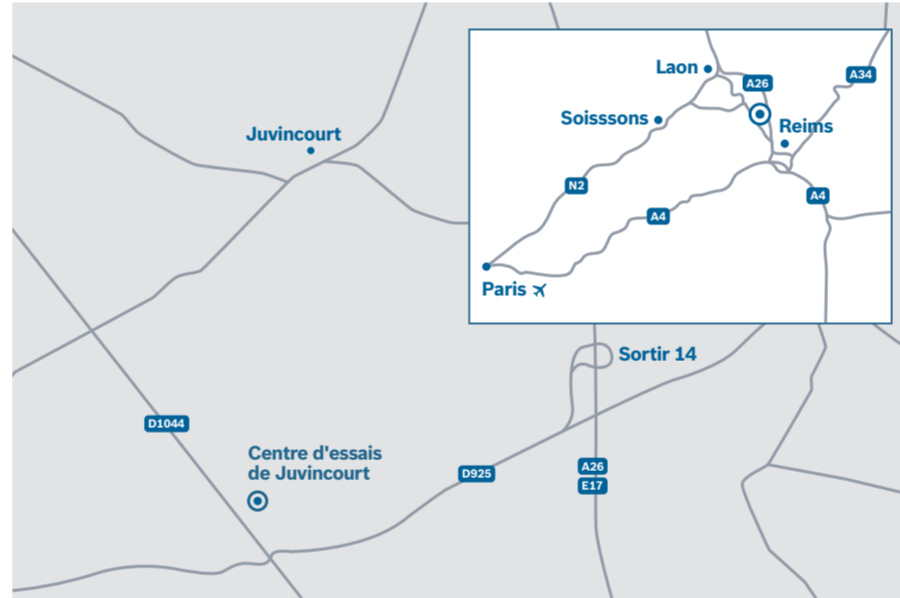 Juvincourt
Laon
A26
A34
Soisssons
Reims
N2
A4
A4
Paris
Sortir 14
D1044
Centre d'essais
de Juvincourt
D925
A26
E17